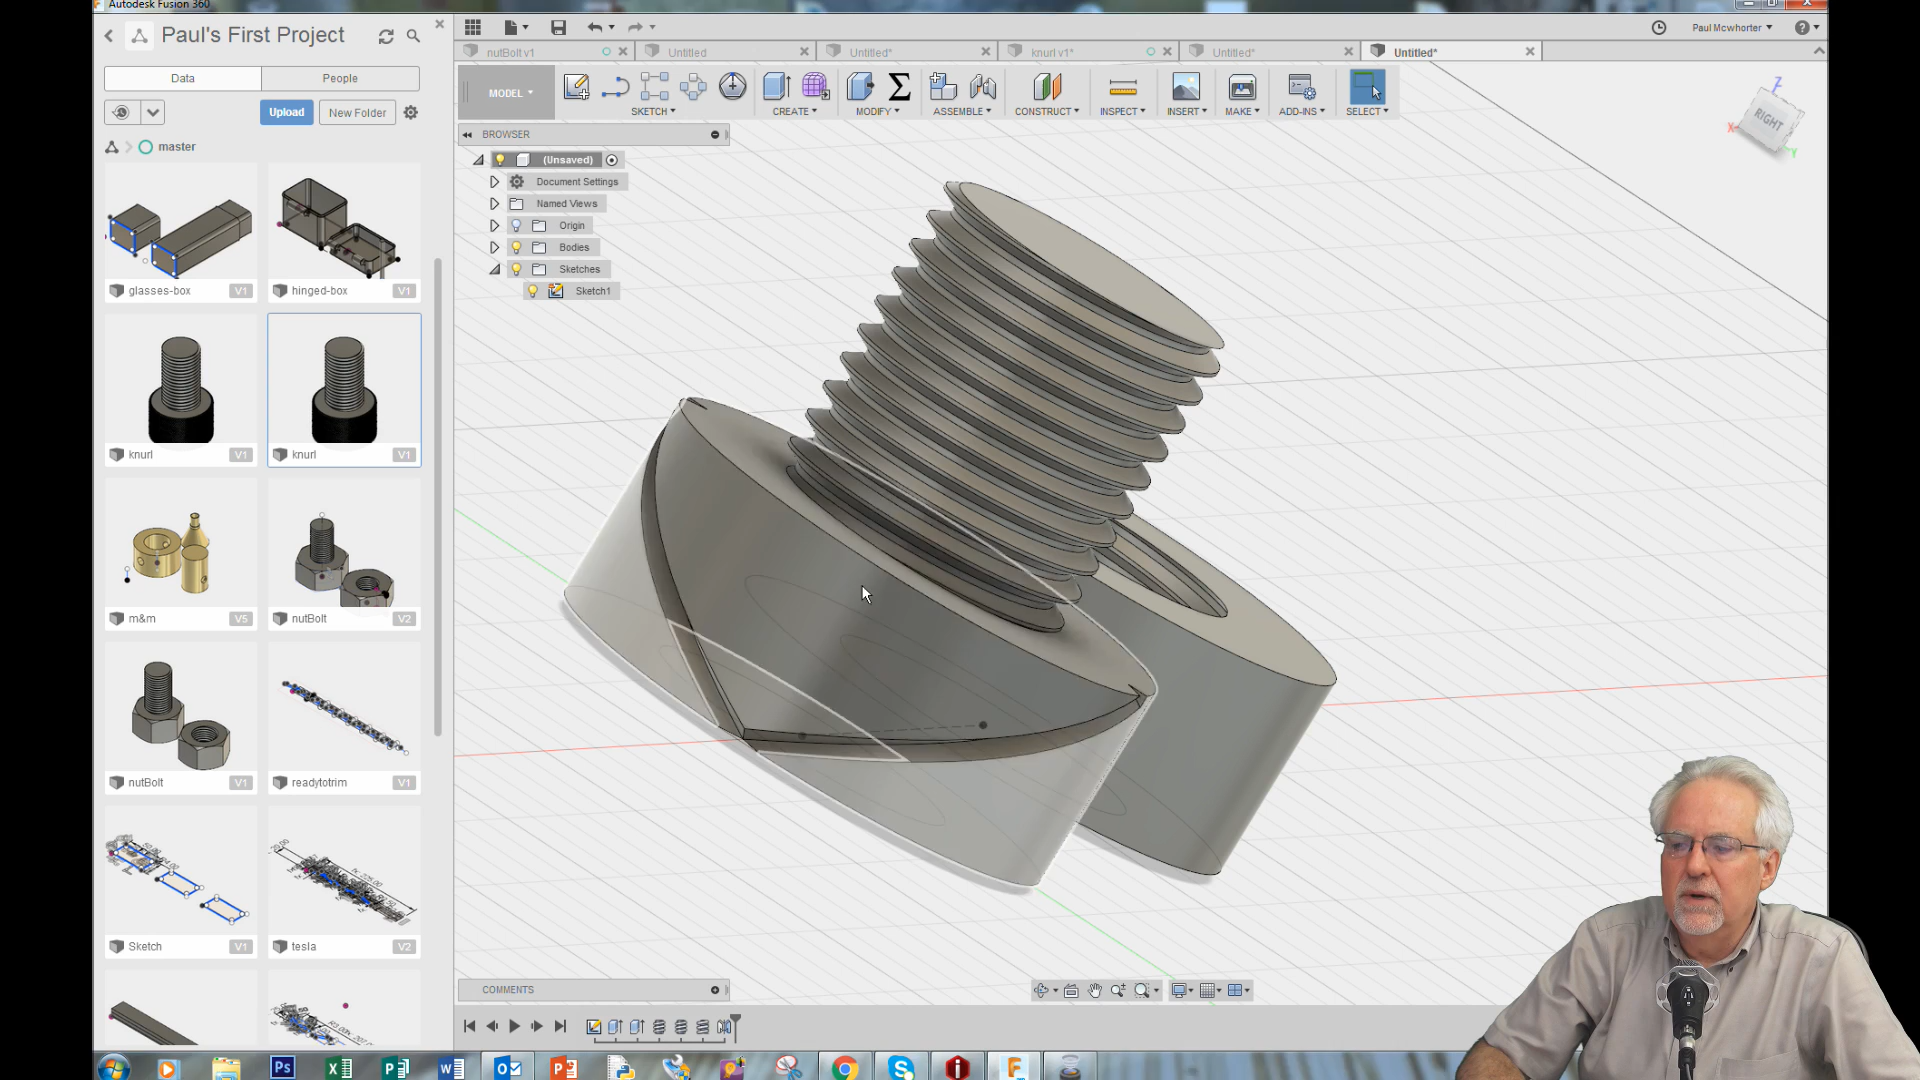 Autodesk Fusion 360
Paul's First Project
Paul Mcwhorter
nutBolt v1
Untitled
Untitled*
knurl v1*
Untitled*
Untitled*
Data
People
MODEL
SKETCH
CREATE
MODIFY
ASSEMBLE
CONSTRUCT
INSPECT
INSERT
MAKE
ADD-INS
SELECT
Upload
New Folder
RIGHT
Z
X
Y
BROWSER
master
(Unsaved)
Document Settings
Named Views
Origin
Bodies
Sketches
Sketch1
glasses-box
V1
hinged-box
V1
knurl
V1
knurl
V1
m&m
V5
nutBolt
V2
nutBolt
V1
readytotrim
V1
Sketch
V1
tesla
V2
COMMENTS
Ps